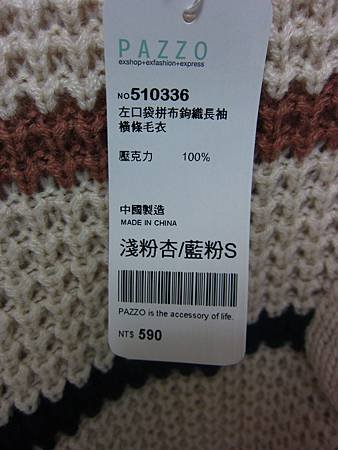 PAZZO
exshop+exfashion+express
NO510336
左口袋拼布鉤織長袖
橫條毛衣
壓克力 100%
中國製造
MADE IN CHINA
淺粉杏/藍粉S
PAZZO is the accessory of life.
NT$ 590